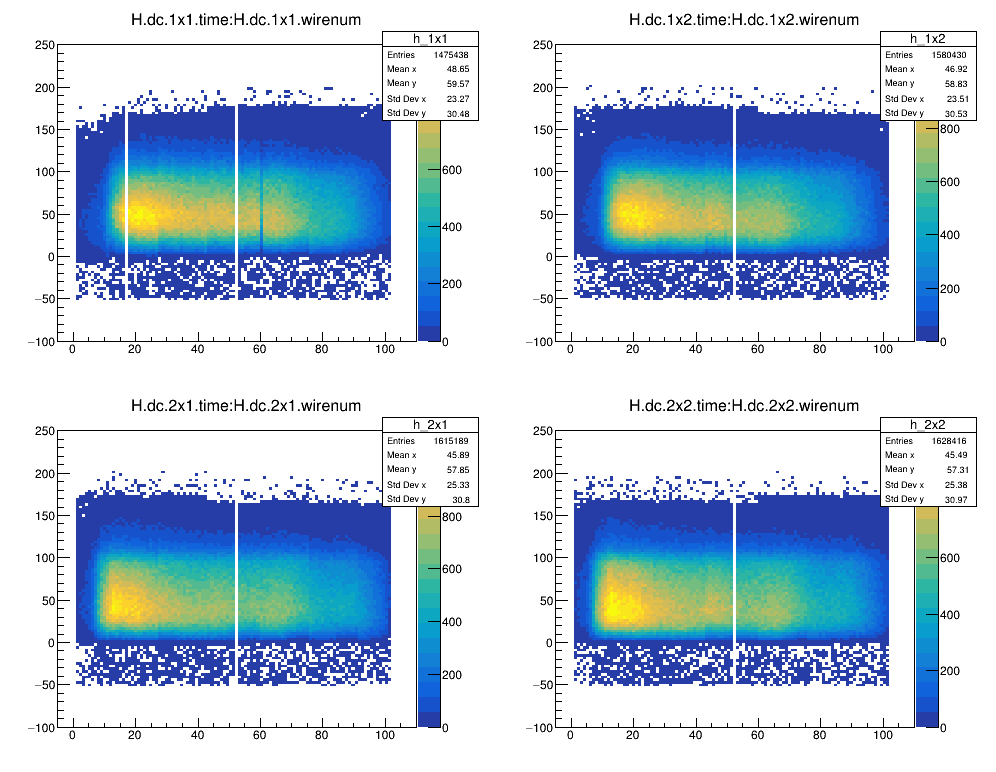 H.dc.1x1.time:H.dc.1x1.wirenum
h_1x1
Entries 1475438
Mean x 48.65
Mean y 59.57
Std Dev x 23.27
Std Dev y 30.48
250
200
150
100
50
0
−50
−100
0 20 40 60 80 100
600
400
200
0
H.dc.1x2.time:H.dc.1x2.wirenum
h_1x2
Entries 1580430
Mean x 46.92
Mean y 58.83
Std Dev x 23.51
Std Dev y 30.53
250
200
150
100
50
0
−50
−100
0 20 40 60 80 100
800
600
400
200
0
H.dc.2x1.time:H.dc.2x1.wirenum
h_2x1
Entries 1615189
Mean x 45.89
Mean y 57.85
Std Dev x 25.33
Std Dev y 30.8
250
200
150
100
50
0
−50
−100
0 20 40 60 80 100
800
600
400
200
0
H.dc.2x2.time:H.dc.2x2.wirenum
h_2x2
Entries 1628416
Mean x 45.49
Mean y 57.31
Std Dev x 25.38
Std Dev y 30.97
250
200
150
100
50
0
−50
−100
0 20 40 60 80 100
600
400
200
0